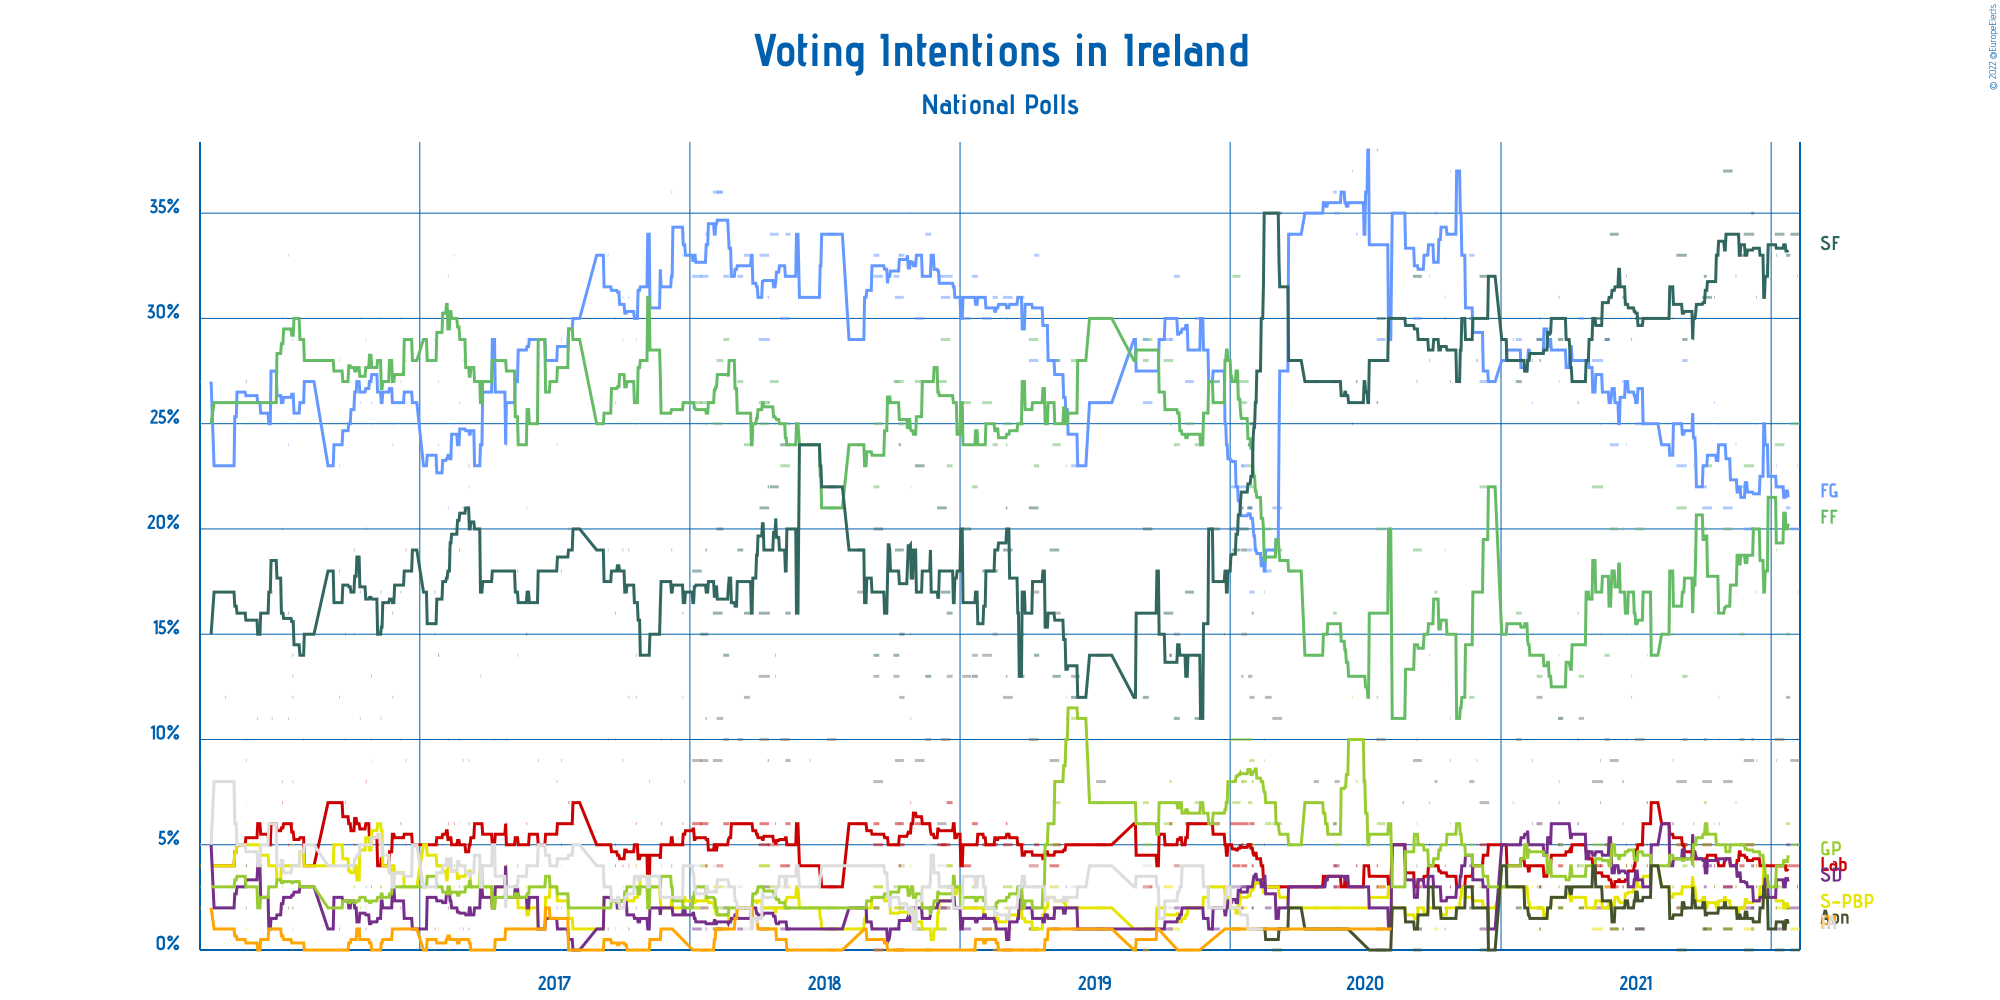 © 2022 @EuropeElects
Voting Intentions in Ireland
National Polls
35%
SF
30%
25%
FG
FF
20%
15%
10%
5%
GP
Lab
SD
S-PBP
Aon
0%
2017
2018
2019
2020
2021